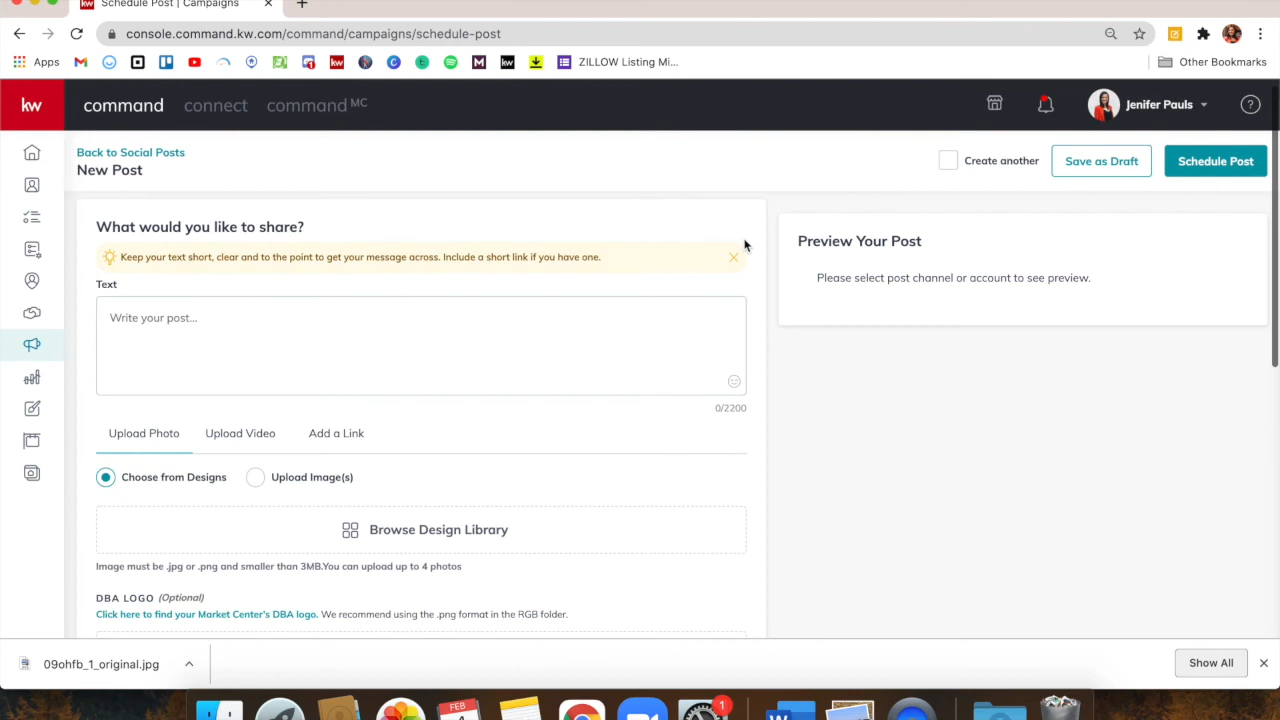 kw Schedule Post | Campaigns
console.command.kw.com/command/campaigns/schedule-post
Apps
ZILLOW Listing Mi...
Other Bookmarks
kw command connect command MC
Jenifer Pauls
Back to Social Posts
New Post
Create another
Save as Draft
Schedule Post
What would you like to share?
Keep your text short, clear and to the point to get your message across. Include a short link if you have one.
Text
Write your post...
0/2200
Upload Photo Upload Video Add a Link
Choose from Designs Upload Image(s)
Browse Design Library
Image must be .jpg or .png and smaller than 3MB.You can upload up to 4 photos
DBA LOGO (Optional)
Click here to find your Market Center's DBA logo. We recommend using the .png format in the RGB folder.
Preview Your Post
Please select post channel or account to see preview.
09ohfb_1_original.jpg
Show All
FEB
1